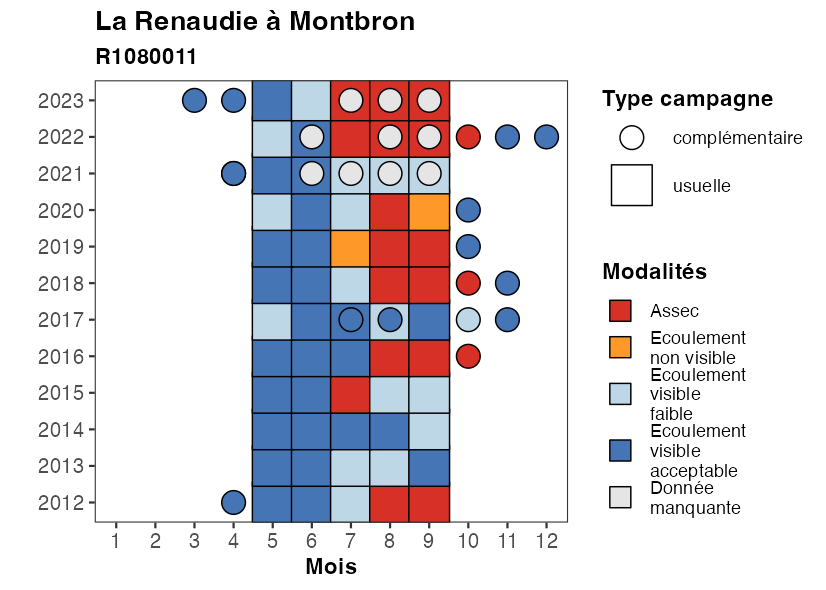 La Renaudie à Montbron
R1080011
2023
2022
2021
2020
2019
2018
2017
2016
2015
2014
2013
2012
1 2 3 4 5 6 7 8 9 10 11 12
Mois
Type campagne
complémentaire
usuelle
Modalités
Assec
Ecoulement
non visible
Ecoulement
visible
faible
Ecoulement
visible
acceptable
Donnée
manquante